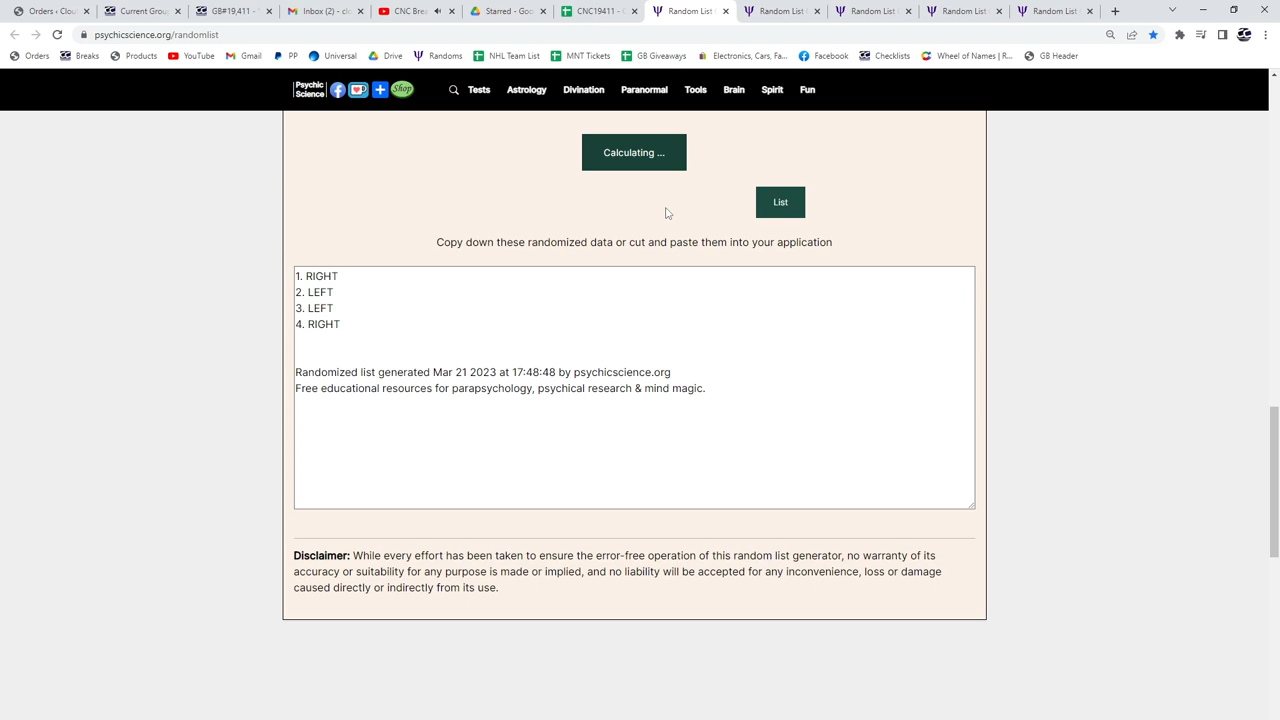 Orders ‹ Clou
Current Grou
GB#19,411 - T
Inbox (2) - clo
CNC Bre
Starred - Goo
CNC19411 - G
Random List
Random List
Random List
Random List
Random List
psychicscience.org/randomlist
Orders
Breaks
Products
YouTube
Gmail
PP
Universal
Drive
Randoms
NHL Team List
MNT Tickets
GB Giveaways
Electronics, Cars, Fa...
Facebook
Checklists
Wheel of Names | R...
GB Header
Psychic
Science
Shop
Tests
Astrology
Divination
Paranormal
Tools
Brain
Spirit
Fun
Calculating ...
List
Copy down these randomized data or cut and paste them into your application
1. RIGHT
2. LEFT
3. LEFT
4. RIGHT
Randomized list generated Mar 21 2023 at 17:48:48 by psychicscience.org
Free educational resources for parapsychology, psychical research & mind magic.
Disclaimer: While every effort has been taken to ensure the error-free operation of this random list generator, no warranty of its
accuracy or suitability for any purpose is made or implied, and no liability will be accepted for any inconvenience, loss or damage
caused directly or indirectly from its use.